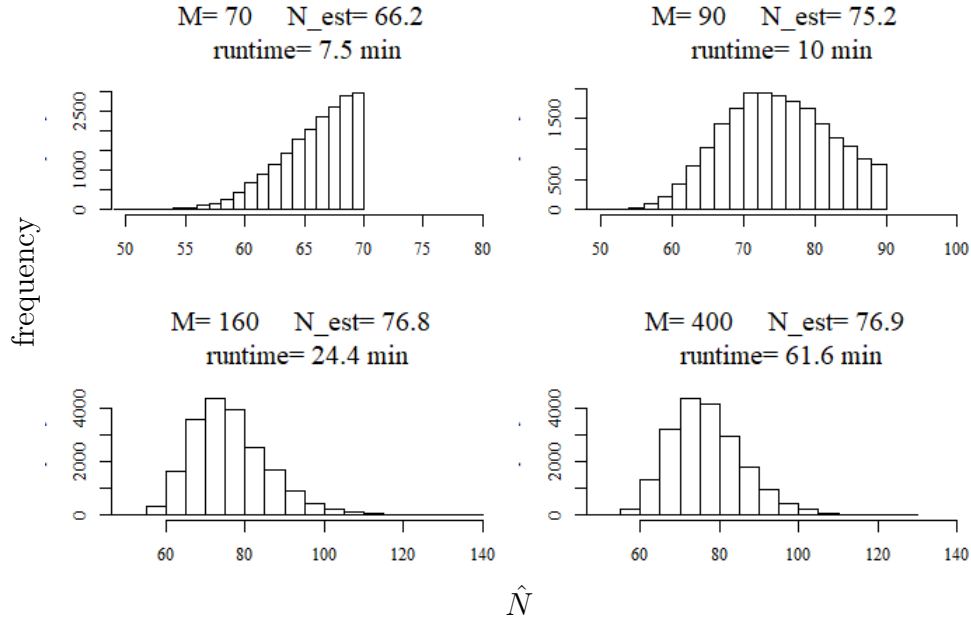 M= 70 N_est= 66.2
runtime= 7.5 min
2500
1000
0
50 55 60 65 70 75 80
M= 90 N_est= 75.2
runtime= 10 min
1500
500
0
50 60 70 80 90 100
frequency
M= 160 N_est= 76.8
runtime= 24.4 min
4000
2000
0
60 80 100 120 140
M= 400 N_est= 76.9
runtime= 61.6 min
4000
2000
0
60 80 100 120 140
N̂